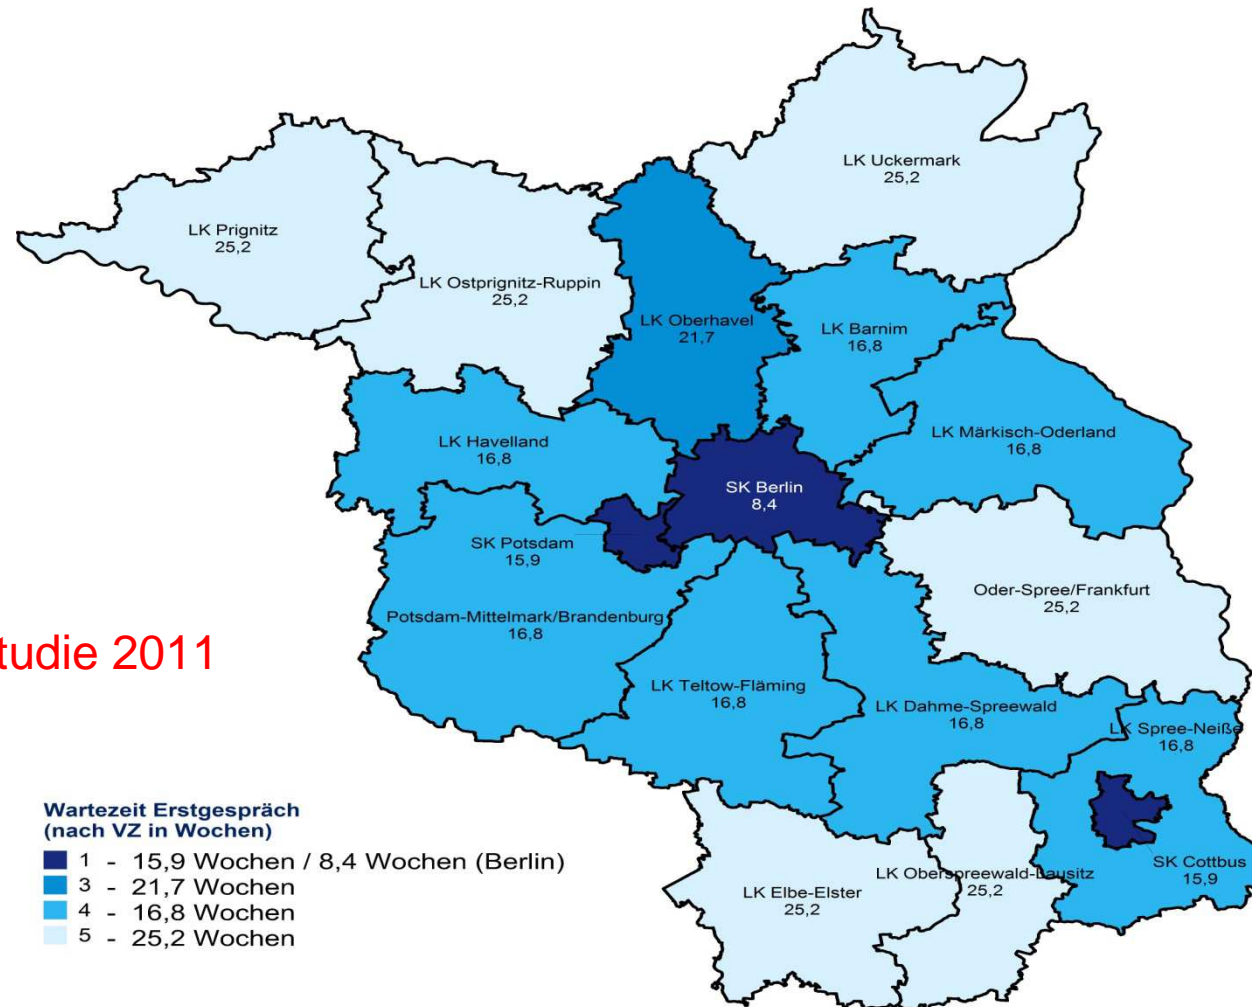 LK Uckermark
25,2
LK Prignitz
25,2
LK Ostprignitz-Ruppin
25,2
LK Oberhavel
21,7
LK Barnim
16,8
LK Havelland
16,8
LK Märkisch-Oderland
16,8
SK Berlin
8,4
SK Potsdam
15,9
Oder-Spree/Frankfurt
25,2
Potsdam-Mittelmark/Brandenburg
16,8
tudie 2011
LK Teltow-Fläming
16,8
LK Dahme-Spreewald
16,8
LK Spree-Neiße
16,8
SK Cottbus
15,9
LK Oberspreewald-Lausitz
25,2
LK Elbe-Elster
25,2
Wartezeit Erstgespräch
(nach VZ in Wochen)
1 - 15,9 Wochen / 8,4 Wochen (Berlin)
3 - 21,7 Wochen
4 - 16,8 Wochen
5 - 25,2 Wochen